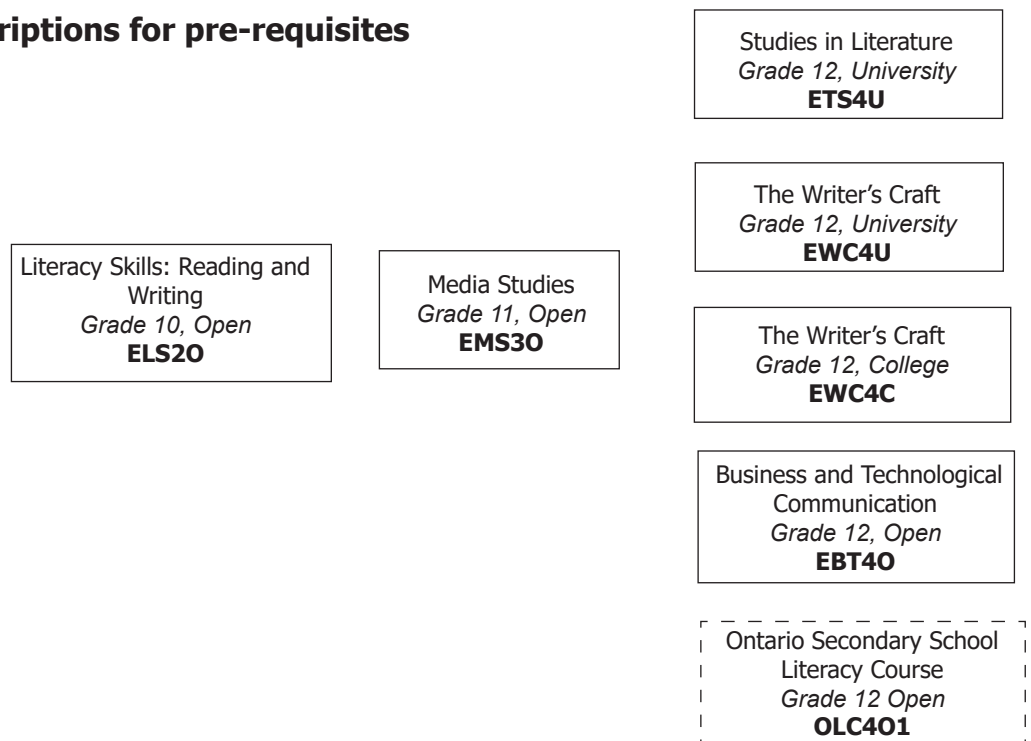 riptions for pre-requisites
Literacy Skills: Reading and
Writing
Grade 10, Open
ELS2O
Media Studies
Grade 11, Open
EMS3O
Studies in Literature
Grade 12, University
ETS4U
The Writer’s Craft
Grade 12, University
EWC4U
The Writer’s Craft
Grade 12, College
EWC4C
Business and Technological
Communication
Grade 12, Open
EBT4O
Ontario Secondary School
Literacy Course
Grade 12 Open
OLC4O1